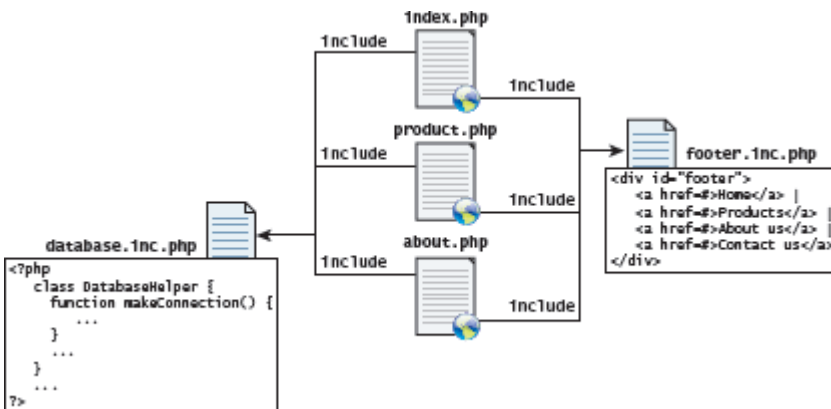 index.php
include
include
product.php
include
include
footer.inc.php
<div id="footer">
<a href=#>Home</a> |
<a href=#>Products</a> |
<a href=#>About us</a> |
<a href=#>Contact us</a>
</div>
about.php
include
include
database.inc.php
<?php
class DatabaseHelper {
function makeConnection() {
...
}
...
}
...
?>